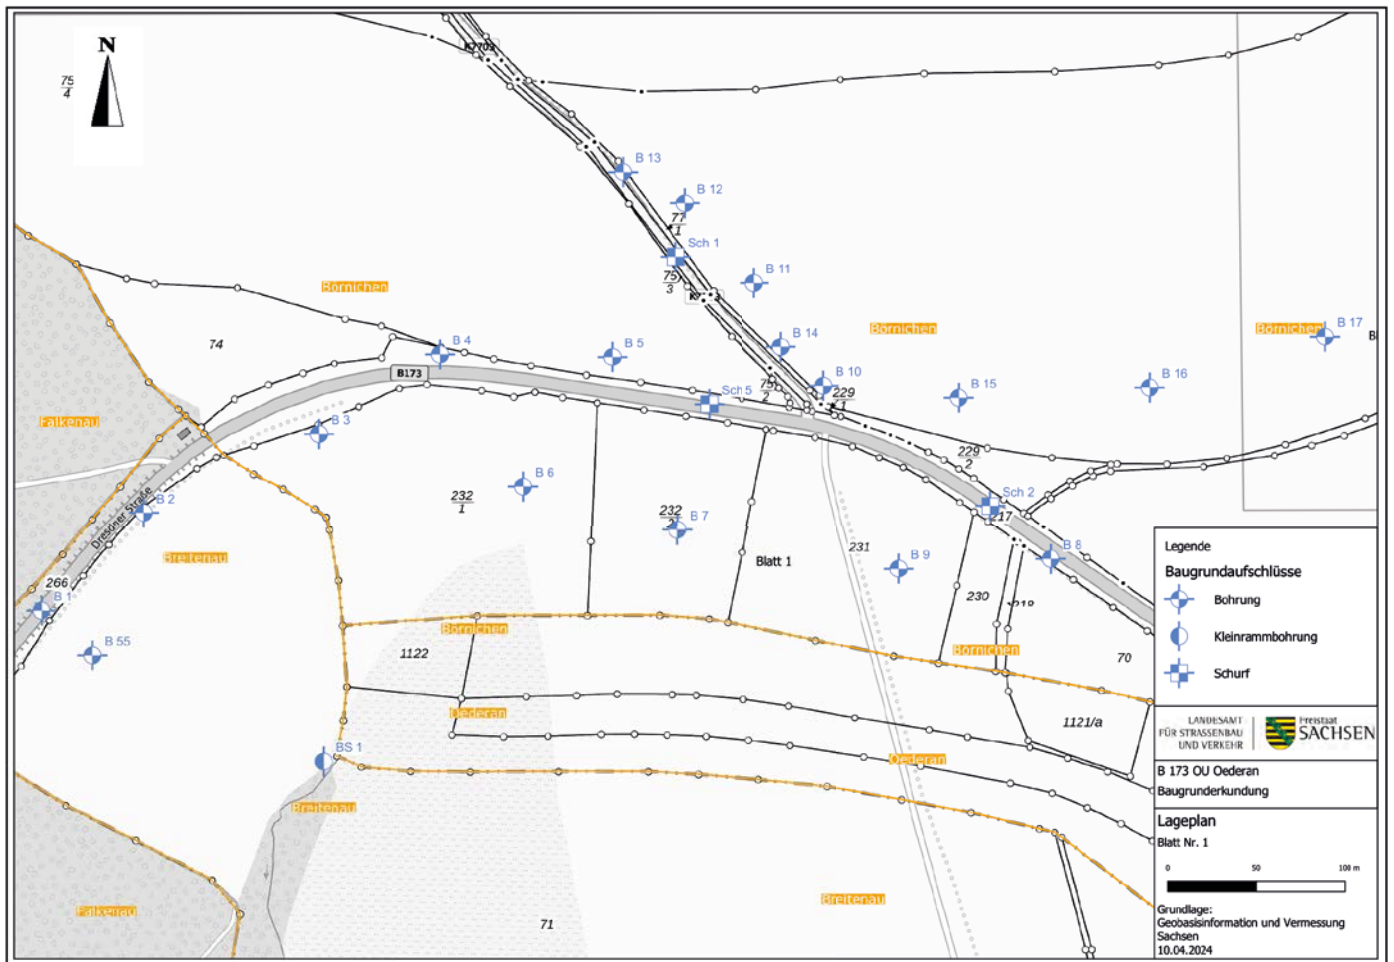 K7703
N
75
4
B 13
B 12
77
1
Sch 1
75
3
B 11
Börnichen
Börnichen
Börnichen
B 17
74
B 4
B 5
B 14
B173
B 10
75
2
229
1
B 15
B 16
Sch 5
Falkenau
B 3
229
2
B 6
232
1
Sch 2
217
B 2
Dresdner Straße
232
2
B 7
231
B 8
Breitenau
Blatt 1
B 9
266
B 1
230
218
Börnichen
B 55
1122
Börnichen
70
Oederan
1121/a
BS 1
Oederan
Breitenau
Falkenau
Breitenau
71
Legende
Baugrundaufschlüsse
Bohrung
Kleinrammbohrung
Schurf
LANDESAMT
FÜR STRASSENBAU
UND VERKEHR
Freistaat
SACHSEN
B 173 OU Oederan
Baugrunderkundung
Lageplan
Blatt Nr. 1
0 50 100 m
Grundlage:
Geobasisinformation und Vermessung
Sachsen
10.04.2024